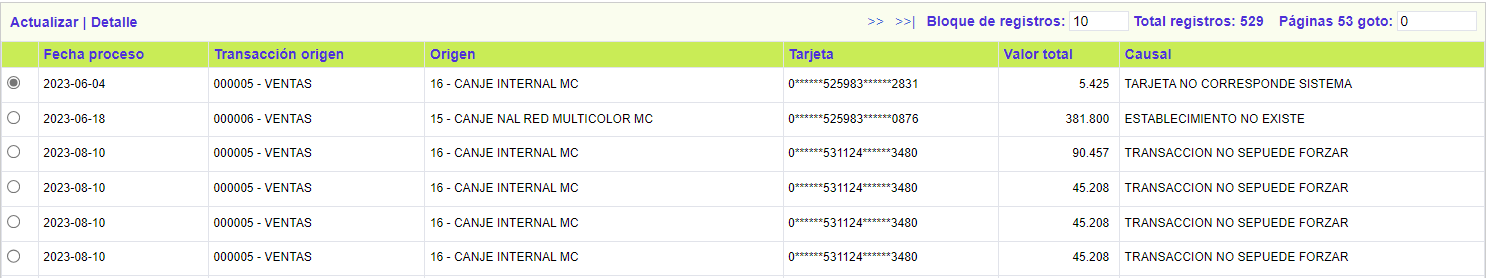 Actualizar | Detalle >> >>| Bloque de registros: 10 Total registros: 529 Páginas 53 goto: 0
Fecha proceso Transacción origen Origen Tarjeta Valor total Causal
2023-06-04 000005 - VENTAS 16 - CANJE INTERNAL MC 0******525983******2831 5.425 TARJETA NO CORRESPONDE SISTEMA
2023-06-18 000006 - VENTAS 15 - CANJE NAL RED MULTICOLOR MC 0******525983******0876 381.800 ESTABLECIMIENTO NO EXISTE
2023-08-10 000005 - VENTAS 16 - CANJE INTERNAL MC 0******531124******3480 90.457 TRANSACCION NO SEPUEDE FORZAR
2023-08-10 000005 - VENTAS 16 - CANJE INTERNAL MC 0******531124******3480 45.208 TRANSACCION NO SEPUEDE FORZAR
2023-08-10 000005 - VENTAS 16 - CANJE INTERNAL MC 0******531124******3480 45.208 TRANSACCION NO SEPUEDE FORZAR
2023-08-10 000005 - VENTAS 16 - CANJE INTERNAL MC 0******531124******3480 45.208 TRANSACCION NO SEPUEDE FORZAR